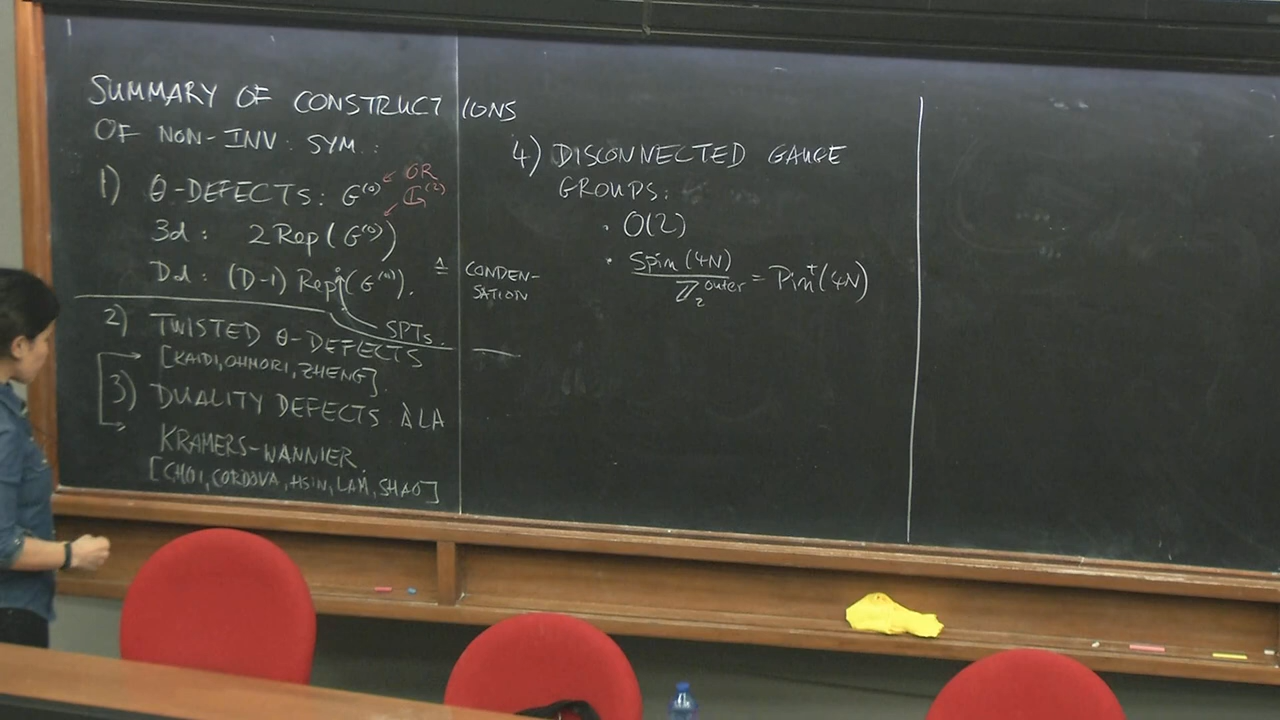 SUMMARY OF CONSTRUCTIONS
OF NON-INV. SYM.:
1) θ-DEFECTS: G^(0) OR G^(2)
3d: 2Rep(G^(0))
Dd: (D-1) Rep(G^(0)). ≙ CONDEN-
SATION
SPTs.
2) TWISTED θ-DEFECTS
[KAIDI, OHMORI, ZHENG]
3) DUALITY DEFECTS À LA
KRAMERS-WANNIER.
[CHOI, CORDOVA, HSIN, LAM, SHAO]
4) DISCONNECTED GAUGE
GROUPS:
· O(2)
· Spin(4N)/Z_2^outer = Pin^+(4N)